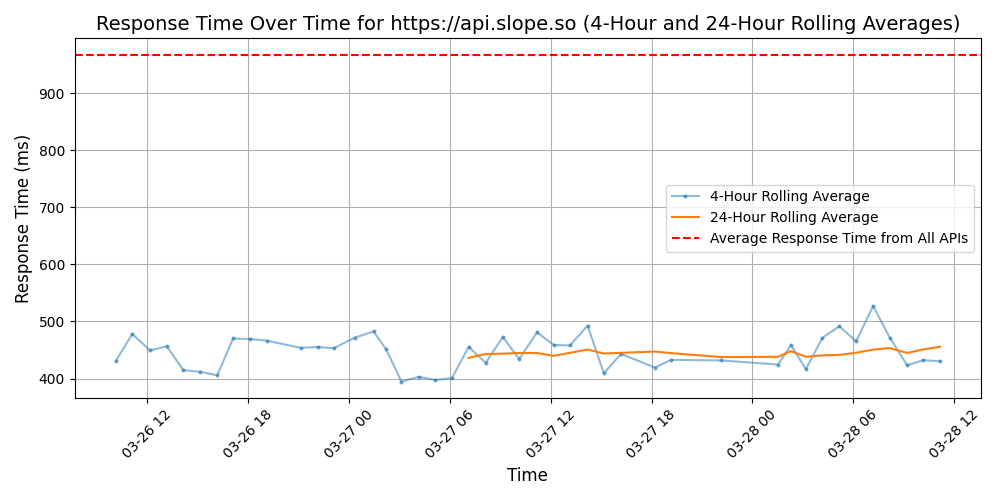 Response Time Over Time for https://api.slope.so (4-Hour and 24-Hour Rolling Averages)
Response Time (ms)
900
800
700
600
500
400
4-Hour Rolling Average
24-Hour Rolling Average
Average Response Time from All APIs
03-26 12
03-26 18
03-27 00
03-27 06
03-27 12
03-27 18
03-28 00
03-28 06
03-28 12
Time